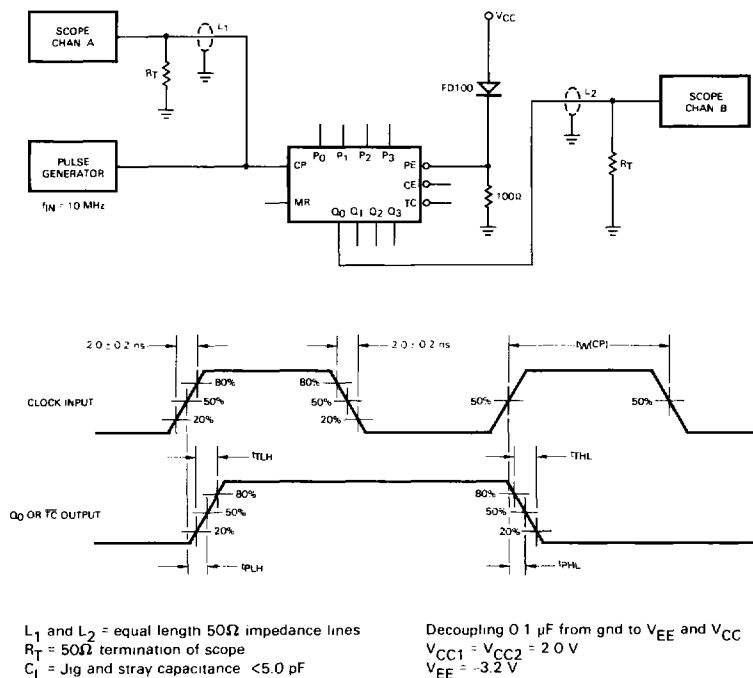 SCOPE
CHAN A
L1
RT
VCC
FD100
L2
SCOPE
CHAN B
RT
PULSE
GENERATOR
fIN = 10 MHz
P0 P1 P2 P3
CP
PE
CE
MR
TC
Q0 Q1 Q2 Q3
100Ω
2.0 ± 0.2 ns
2.0 ± 0.2 ns
tW(CP)
CLOCK INPUT
80%
50%
20%
80%
50%
20%
50%
50%
tTLH
tTHL
Q0 OR TC OUTPUT
80%
50%
20%
80%
50%
20%
tPLH
tPHL
L1 and L2 = equal length 50Ω impedance lines
RT = 50Ω termination of scope
CL = Jig and stray capacitance <5.0 pF
Decoupling 0 1 μF from gnd to VEE and VCC
VCC1 = VCC2 = 2 0 V
VEE = -3.2 V